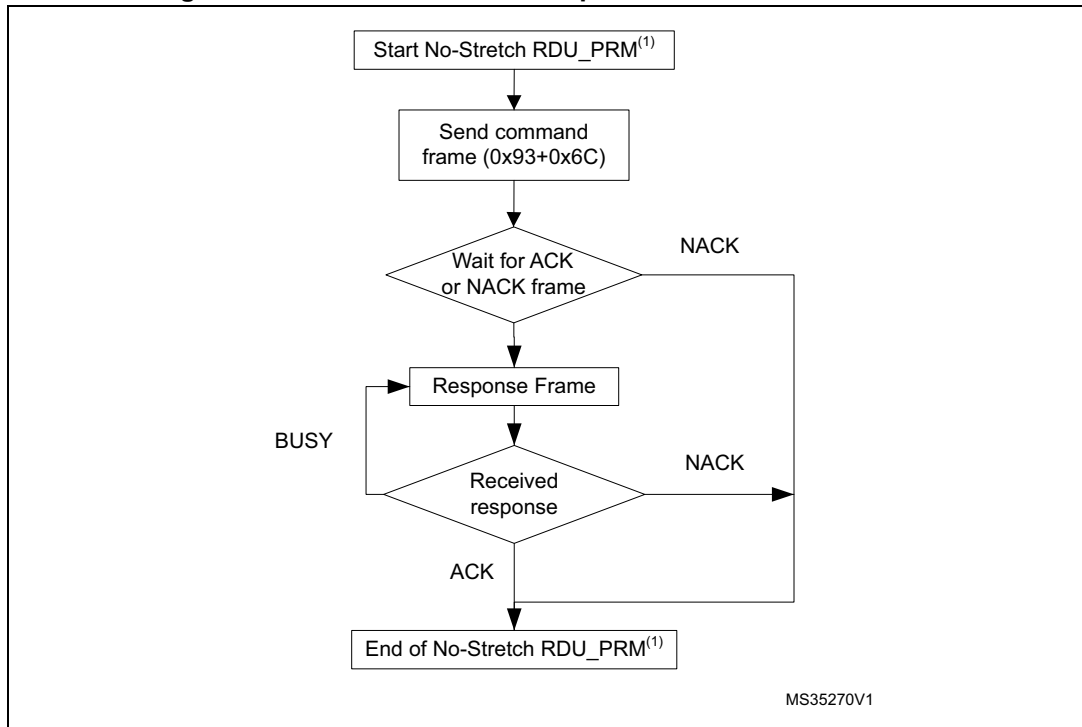 Start No-Stretch RDU_PRM(1)
Send command
frame (0x93+0x6C)
Wait for ACK
or NACK frame
NACK
Response Frame
BUSY
Received
response
NACK
ACK
End of No-Stretch RDU_PRM(1)
MS35270V1